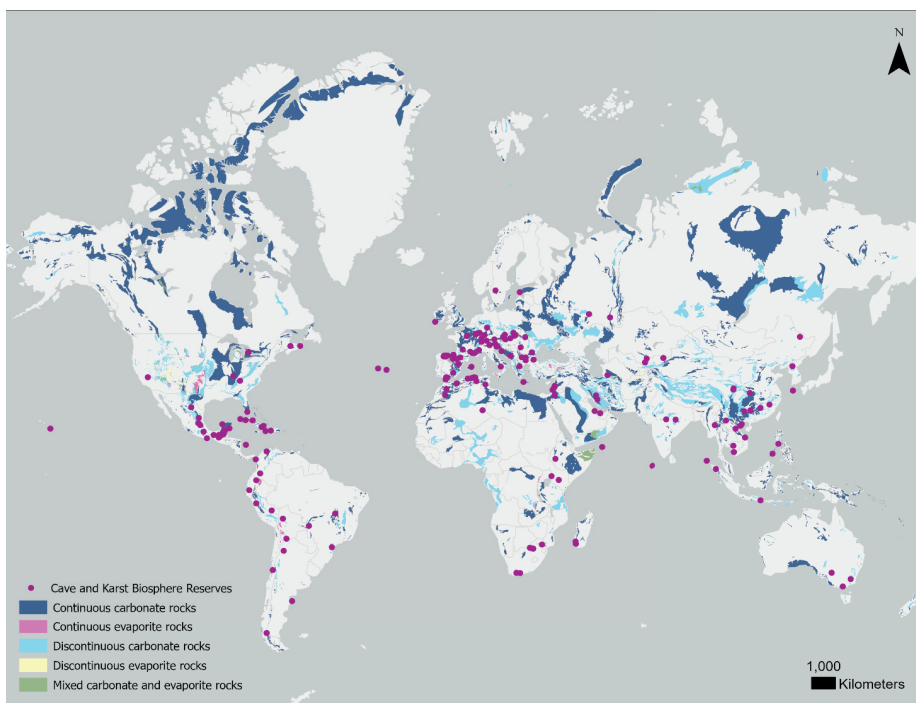 N
Cave and Karst Biosphere Reserves
Continuous carbonate rocks
Continuous evaporite rocks
Discontinuous carbonate rocks
Discontinuous evaporite rocks
Mixed carbonate and evaporite rocks
1,000
Kilometers